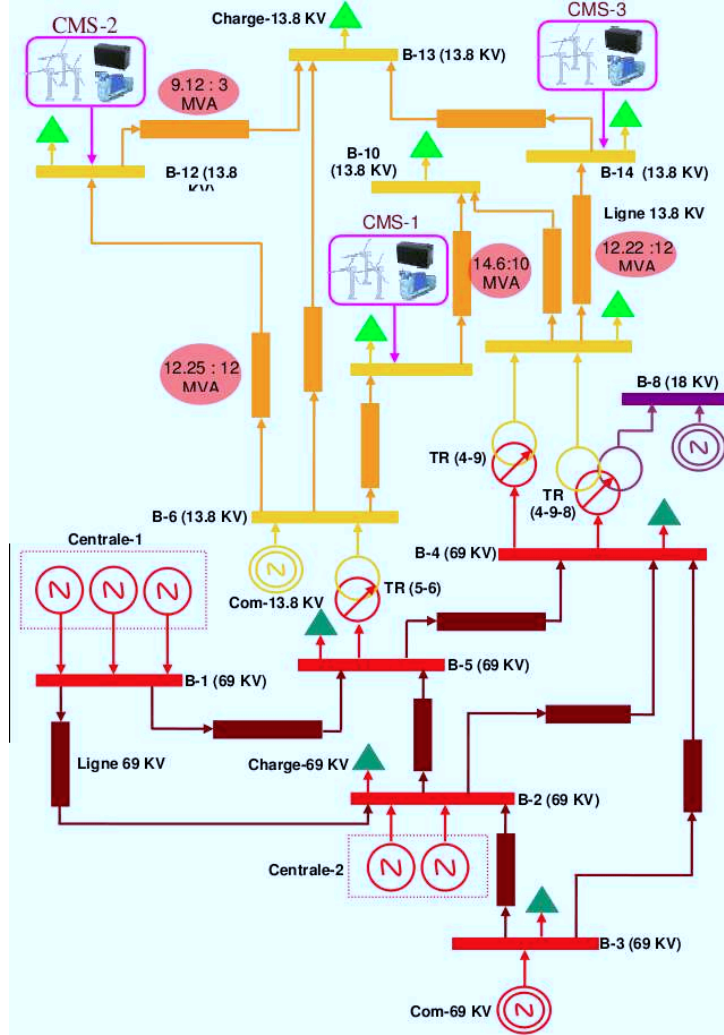 CMS-2
Charge-13.8 KV
CMS-3
B-13 (13.8 KV)
9.12 : 3
MVA
B-12 (13.8
B-10
(13.8 KV)
B-14 (13.8 KV)
CMS-1
Ligne 13.8 KV
14.6:10
MVA
12.22 :12
MVA
12.25 : 12
MVA
B-8 (18 KV)
TR (4-9)
TR
(4-9-8)
B-6 (13.8 KV)
Centrale-1
B-4 (69 KV)
Com-13.8 KV
TR (5-6)
B-1 (69 KV)
B-5 (69 KV)
Ligne 69 KV
Charge-69 KV
B-2 (69 KV)
Centrale-2
B-3 (69 KV)
Com-69 KV